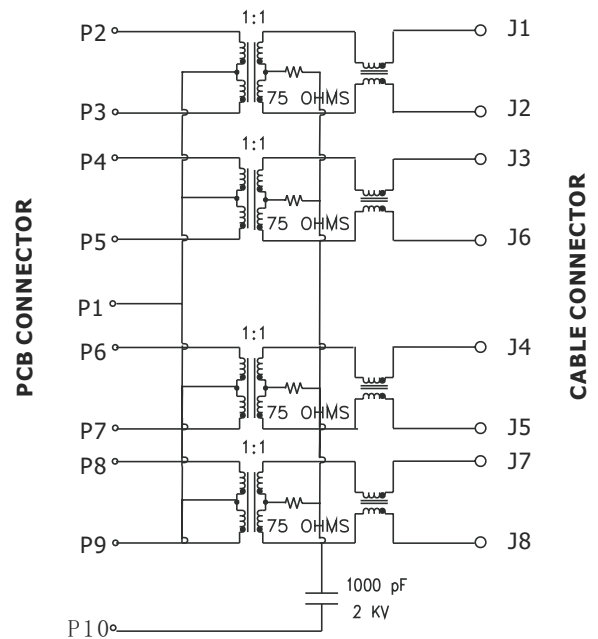 1:1
P2
J1
75 OHMS
P3
J2
1:1
P4
J3
75 OHMS
P5
J6
PCB CONNECTOR
CABLE CONNECTOR
P1
1:1
P6
J4
75 OHMS
P7
J5
1:1
P8
J7
75 OHMS
P9
J8
1000 pF
2 KV
P10